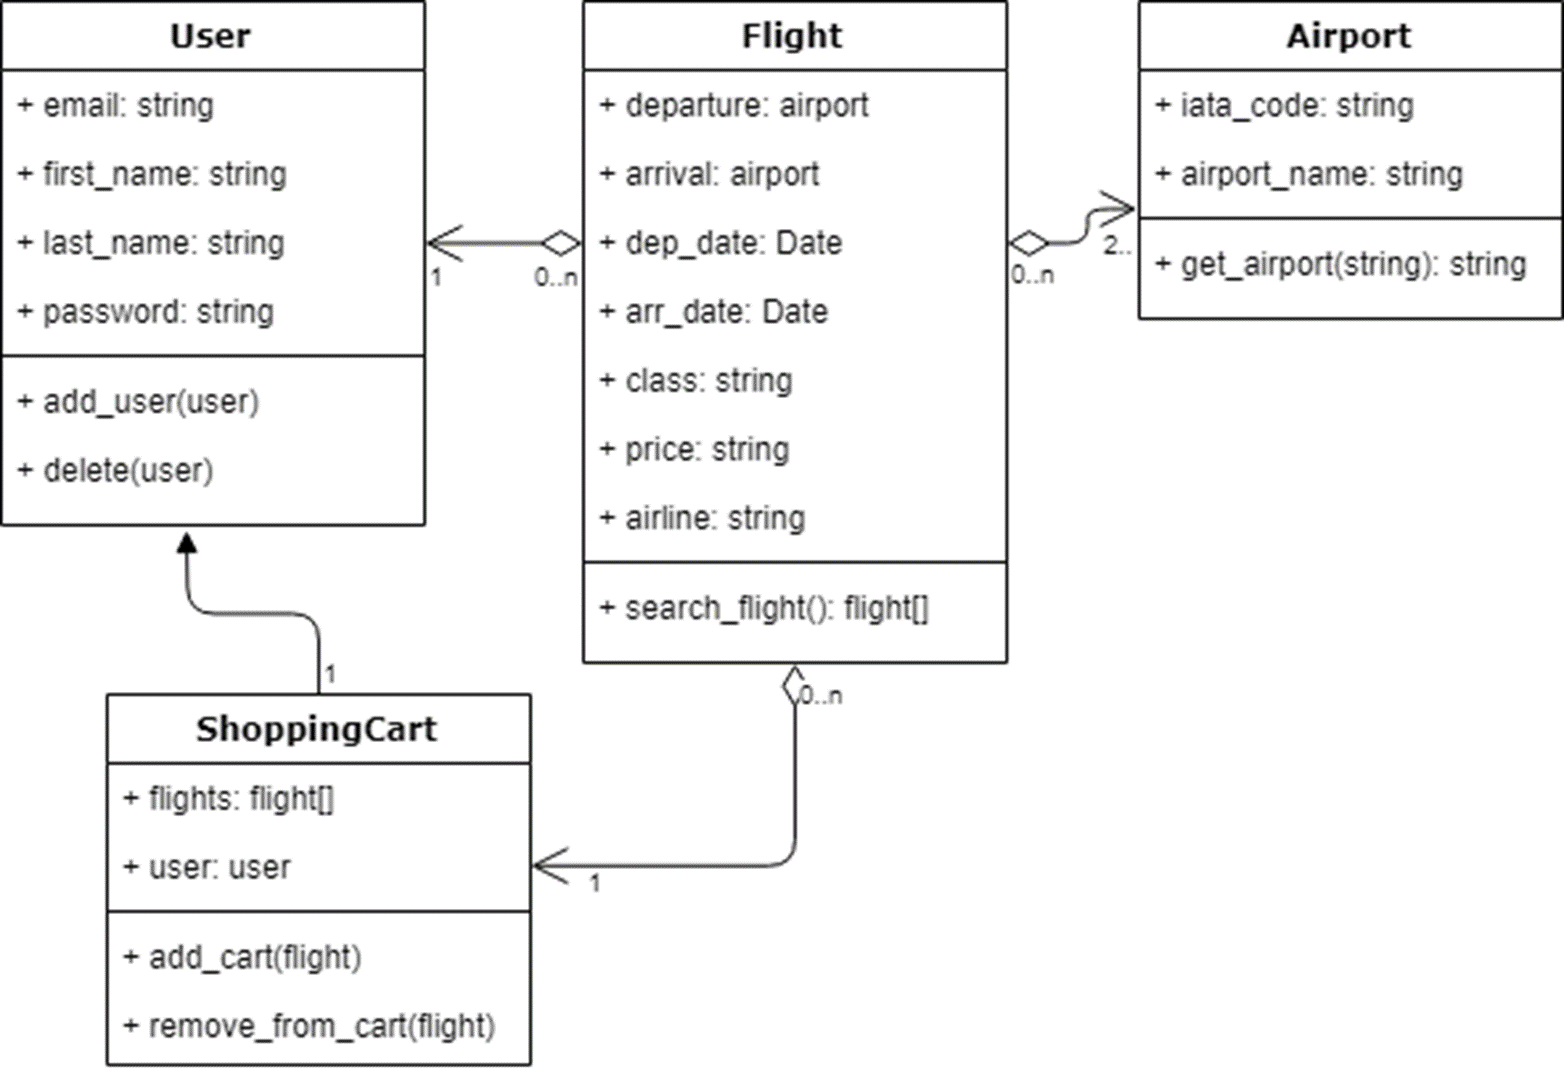 User
+ email: string
+ first_name: string
+ last_name: string
+ password: string
+ add_user(user)
+ delete(user)
1
0..n
Flight
+ departure: airport
+ arrival: airport
+ dep_date: Date
+ arr_date: Date
+ class: string
+ price: string
+ airline: string
+ search_flight(): flight[]
0..n
2..
Airport
+ iata_code: string
+ airport_name: string
+ get_airport(string): string
1
0..n
1
ShoppingCart
+ flights: flight[]
+ user: user
+ add_cart(flight)
+ remove_from_cart(flight)